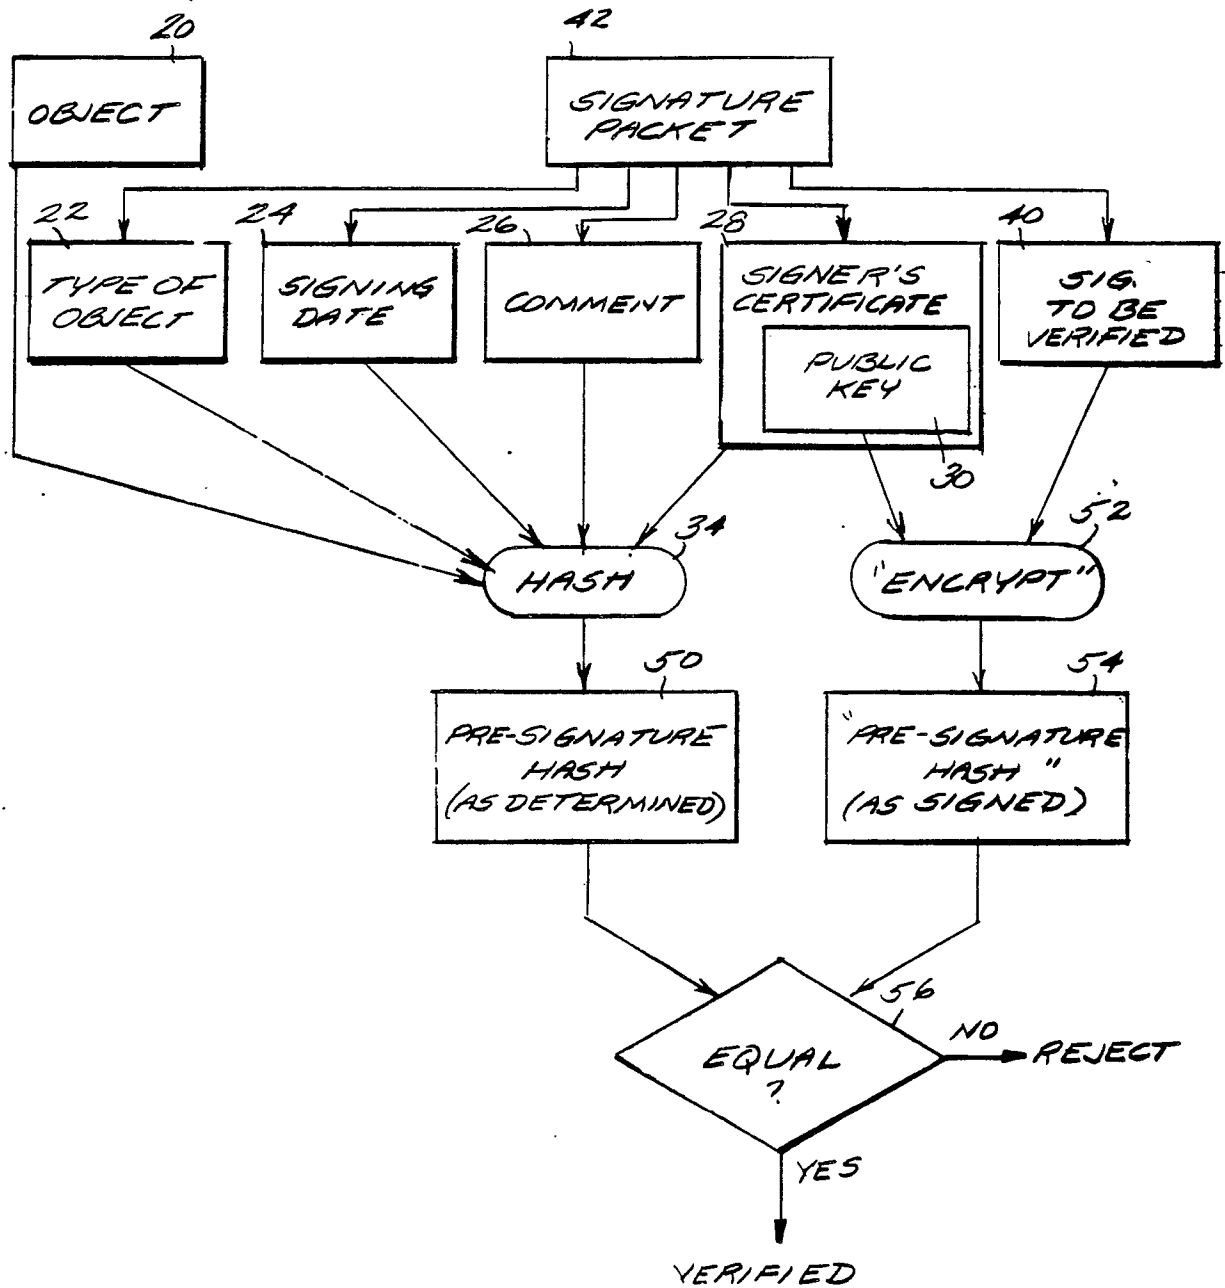 20
42
OBJECT
SIGNATURE
PACKET
22
24
26
28
40
TYPE OF
OBJECT
SIGNING
DATE
COMMENT
SIGNER'S
CERTIFICATE
PUBLIC
KEY
SIG.
TO BE
VERIFIED
30
34
52
HASH
"ENCRYPT"
50
54
PRE-SIGNATURE
HASH
(AS DETERMINED)
"PRE-SIGNATURE
HASH"
(AS SIGNED)
56
EQUAL
?
NO
REJECT
YES
VERIFIED